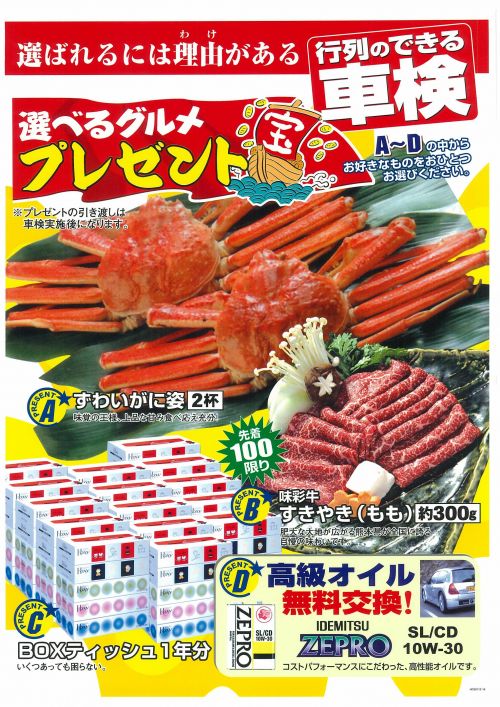 わけ
選ばれるには理由がある
行列のできる
車検
選べるグルメ
プレゼント
宝
A～Dの中から
お好きなものをおひとつ
お選びください。
※プレゼントの引き渡しは
車検実施後になります。
PRESENT A
ずわいがに姿 2杯
味覚の王様、上品な甘み食べ応え充分!
先着
100
限り
PRESENT B
味彩牛
すきやき(もも)約300g
肥大な大地が広がる熊本県が全国に誇る
自慢の味わいです。
PRESENT C
BOXティッシュ1年分
いくつあっても困らない。
PRESENT D
高級オイル
無料交換!
ZEPRO
SL/CD
10W-30
IDEMITSU
ZEPRO
SL/CD
10W-30
コストパフォーマンスにこだわった、高性能オイルです。